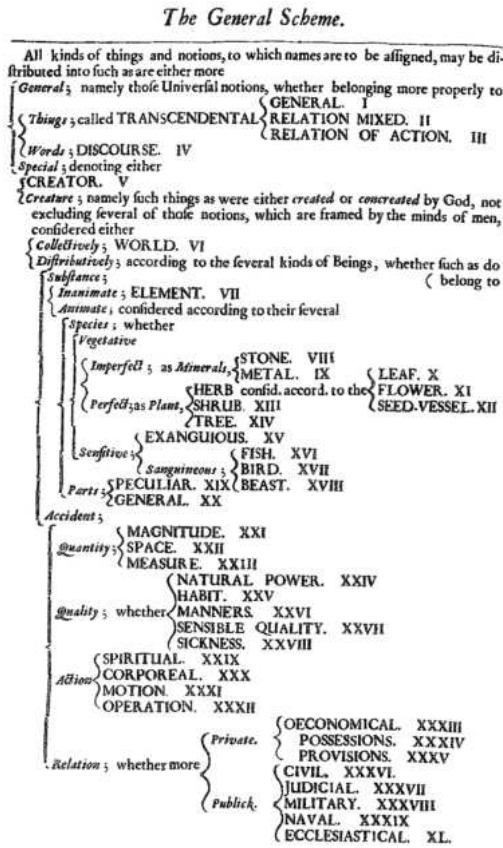 The General Scheme.
All kinds of things and notions, to which names are to be aſſigned, may be di-
ſtributed into ſuch as are either more
General; namely thoſe Univerſal notions, whether belonging more properly to
GENERAL. I
Things; called TRANSCENDENTAL RELATION MIXED. II
RELATION OF ACTION. III
Words; DISCOURSE. IV
Special; denoting either
CREATOR. V
Creature; namely ſuch things as were either created or concreated by God, not
excluding ſeveral of thoſe notions, which are framed by the minds of men,
conſidered either
Collectively; WORLD. VI
Diſtributively; according to the ſeveral kinds of Beings, whether ſuch as do
Subſtance; ( belong to
Inanimate; ELEMENT. VII
Animate; conſidered according to their ſeveral
Species; whether
Vegetative
Imperfect; as Minerals, STONE. VIII
METAL. IX LEAF. X
Perfect; as Plant, HERB conſid. accord. to the FLOWER. XI
SHRUB. XIII SEED-VESSEL. XII
TREE. XIV
Senſitive; EXANGUIOUS. XV
Sanguineous; FISH. XVI
BIRD. XVII
Parts; PECULIAR. XIX BEAST. XVIII
GENERAL. XX
Accident;
MAGNITUDE. XXI
Quantity; SPACE. XXII
MEASURE. XXIII
NATURAL POWER. XXIV
HABIT. XXV
Quality; whether MANNERS. XXVI
SENSIBLE QUALITY. XXVII
SICKNESS. XXVIII
SPIRITUAL. XXIX
Action CORPOREAL. XXX
MOTION. XXXI
OPERATION. XXXII
OECONOMICAL. XXXIII
Private. POSSESSIONS. XXXIV
PROVISIONS. XXXV
Relation; whether more CIVIL. XXXVI.
JUDICIAL. XXXVII
Publick. MILITARY. XXXVIII
NAVAL. XXXIX
ECCLESIASTICAL. XL.